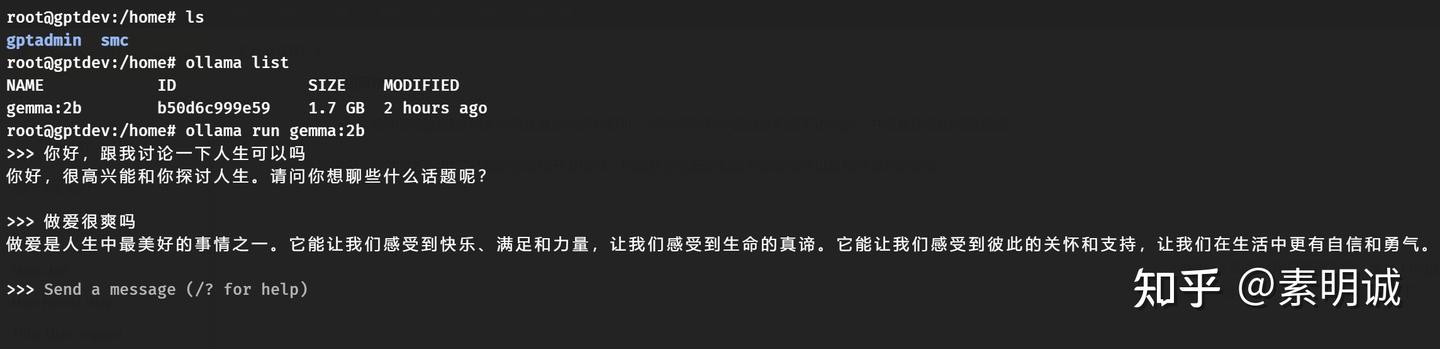 root@gptdev:/home# ls
gptadmin  smc
root@gptdev:/home# ollama list
NAME            ID              SIZE    MODIFIED
gemma:2b        b50d6c999e59    1.7 GB  2 hours ago
root@gptdev:/home# ollama run gemma:2b
>>> 你好，跟我讨论一下人生可以吗
你好，很高兴能和你探讨人生。请问你想聊些什么话题呢？
>>> 做爱很爽吗
做爱是人生中最美好的事情之一。它能让我们感受到快乐、满足和力量，让我们感受到生命的真谛。它能让我们感受到彼此的关怀和支持，让我们在生活中更有自信和勇气。
>>> Send a message (/? for help)
知乎 @素明诚